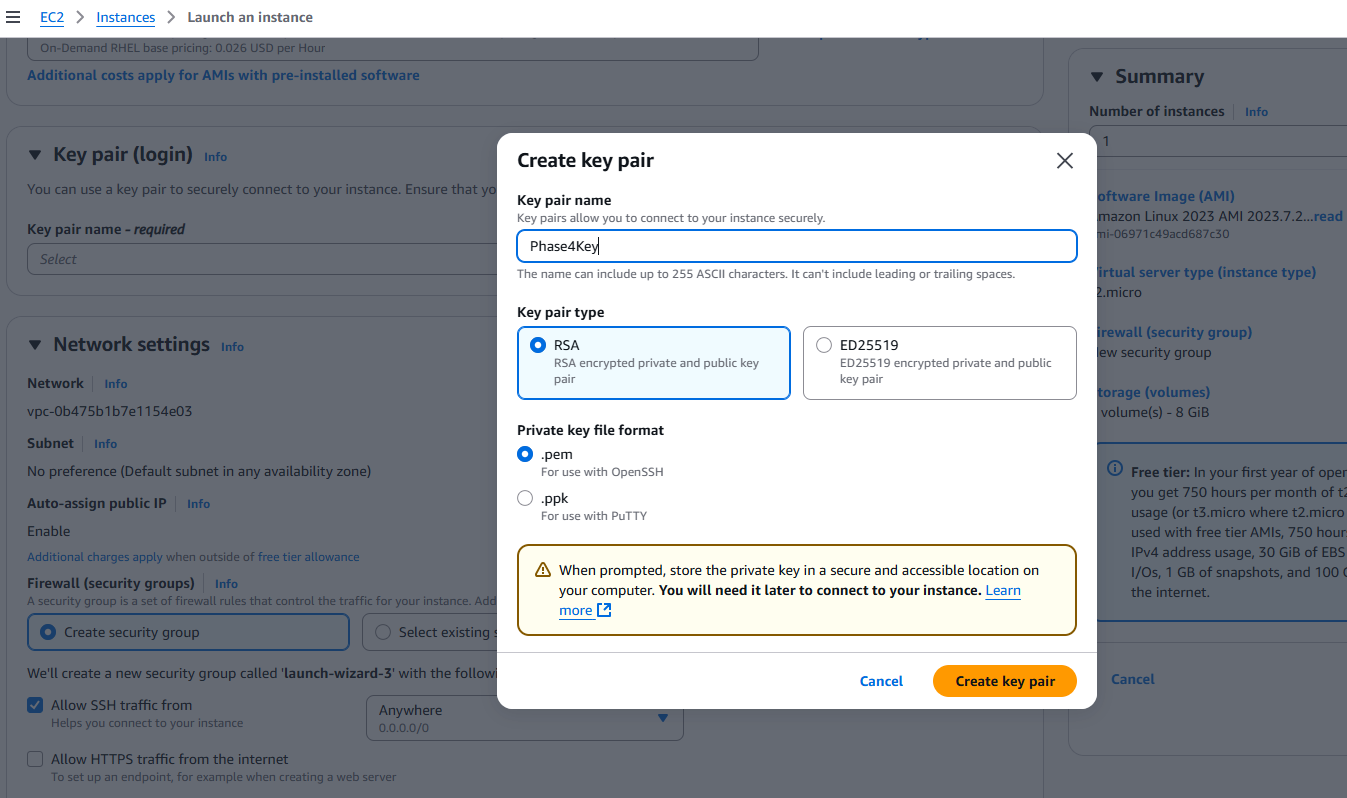 EC2 > Instances > Launch an instance
On-Demand RHEL base pricing: 0.026 USD per Hour
Additional costs apply for AMIs with pre-installed software
Key pair (login) Info
You can use a key pair to securely connect to your instance. Ensure that yo
Key pair name - required
Select
Network settings Info
Network Info
vpc-0b475b1b7e1154e03
Subnet Info
No preference (Default subnet in any availability zone)
Auto-assign public IP Info
Enable
Additional charges apply when outside of free tier allowance
Firewall (security groups) Info
A security group is a set of firewall rules that control the traffic for your instance. Add
Create security group
Select existing s
We'll create a new security group called 'launch-wizard-3' with the followi
Allow SSH traffic from
Helps you connect to your instance
Anywhere
0.0.0.0/0
Allow HTTPS traffic from the internet
To set up an endpoint, for example when creating a web server
Create key pair
Key pair name
Key pairs allow you to connect to your instance securely.
Phase4Key
The name can include up to 255 ASCII characters. It can't include leading or trailing spaces.
Key pair type
RSA
RSA encrypted private and public key
pair
ED25519
ED25519 encrypted private and public
key pair
Private key file format
.pem
For use with OpenSSH
.ppk
For use with PuTTY
When prompted, store the private key in a secure and accessible location on
your computer. You will need it later to connect to your instance. Learn
more
Cancel
Create key pair
Summary
Number of instances Info
1
oftware Image (AMI)
mazon Linux 2023 AMI 2023.7.2...read
mi-06971c49acd687c30
irtual server type (instance type)
2.micro
irewall (security group)
ew security group
torage (volumes)
volume(s) - 8 GiB
Free tier: In your first year of open
you get 750 hours per month of t2
usage (or t3.micro where t2.micro
used with free tier AMIs, 750 hour
IPv4 address usage, 30 GiB of EBS
I/Os, 1 GB of snapshots, and 100
the internet.
Cancel